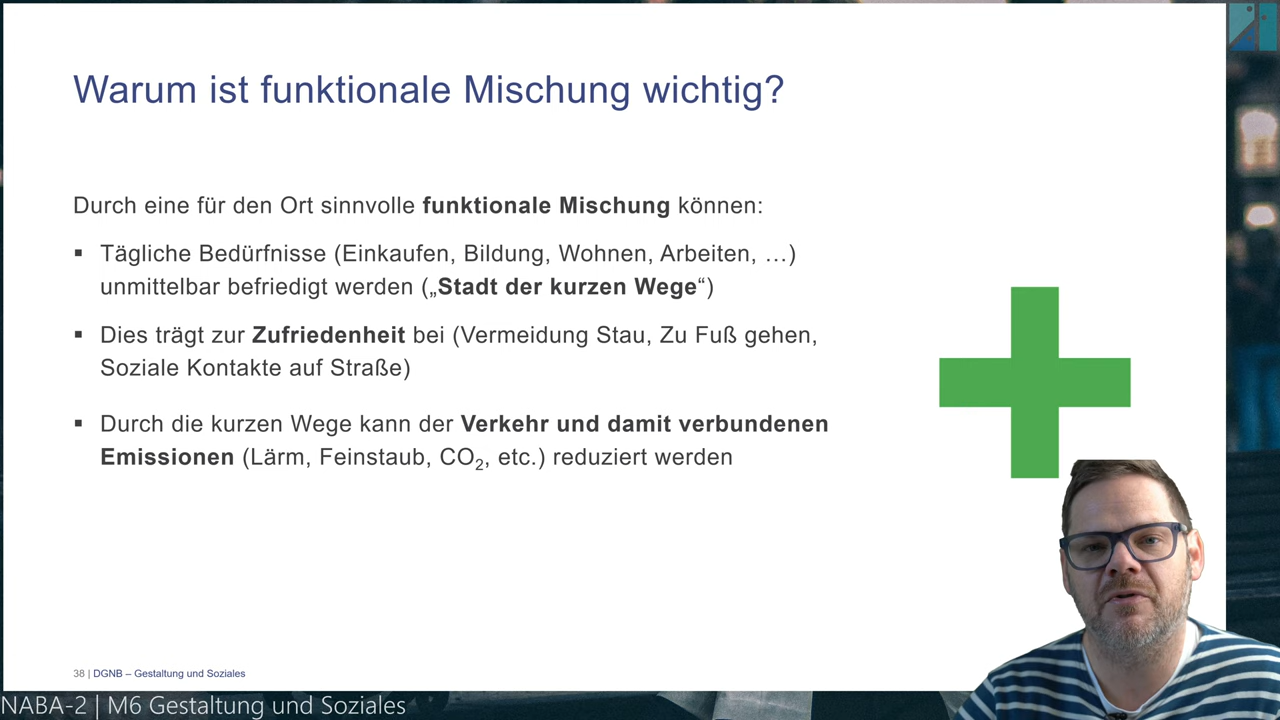 Warum ist funktionale Mischung wichtig?
Durch eine für den Ort sinnvolle funktionale Mischung können:
▪ Tägliche Bedürfnisse (Einkaufen, Bildung, Wohnen, Arbeiten, …)
unmittelbar befriedigt werden („Stadt der kurzen Wege“)
▪ Dies trägt zur Zufriedenheit bei (Vermeidung Stau, Zu Fuß gehen,
Soziale Kontakte auf Straße)
▪ Durch die kurzen Wege kann der Verkehr und damit verbundenen
Emissionen (Lärm, Feinstaub, CO₂, etc.) reduziert werden
38 | DGNB – Gestaltung und Soziales
NABA-2 | M6 Gestaltung und Soziales